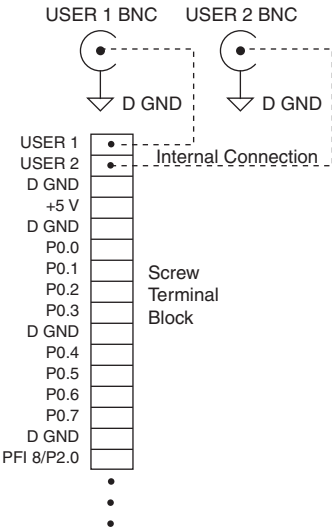 USER 1 BNC
USER 2 BNC
D GND
D GND
USER 1
USER 2
Internal Connection
D GND
+5 V
D GND
P0.0
P0.1
P0.2
P0.3
D GND
P0.4
P0.5
P0.6
P0.7
D GND
PFI 8/P2.0
Screw
Terminal
Block